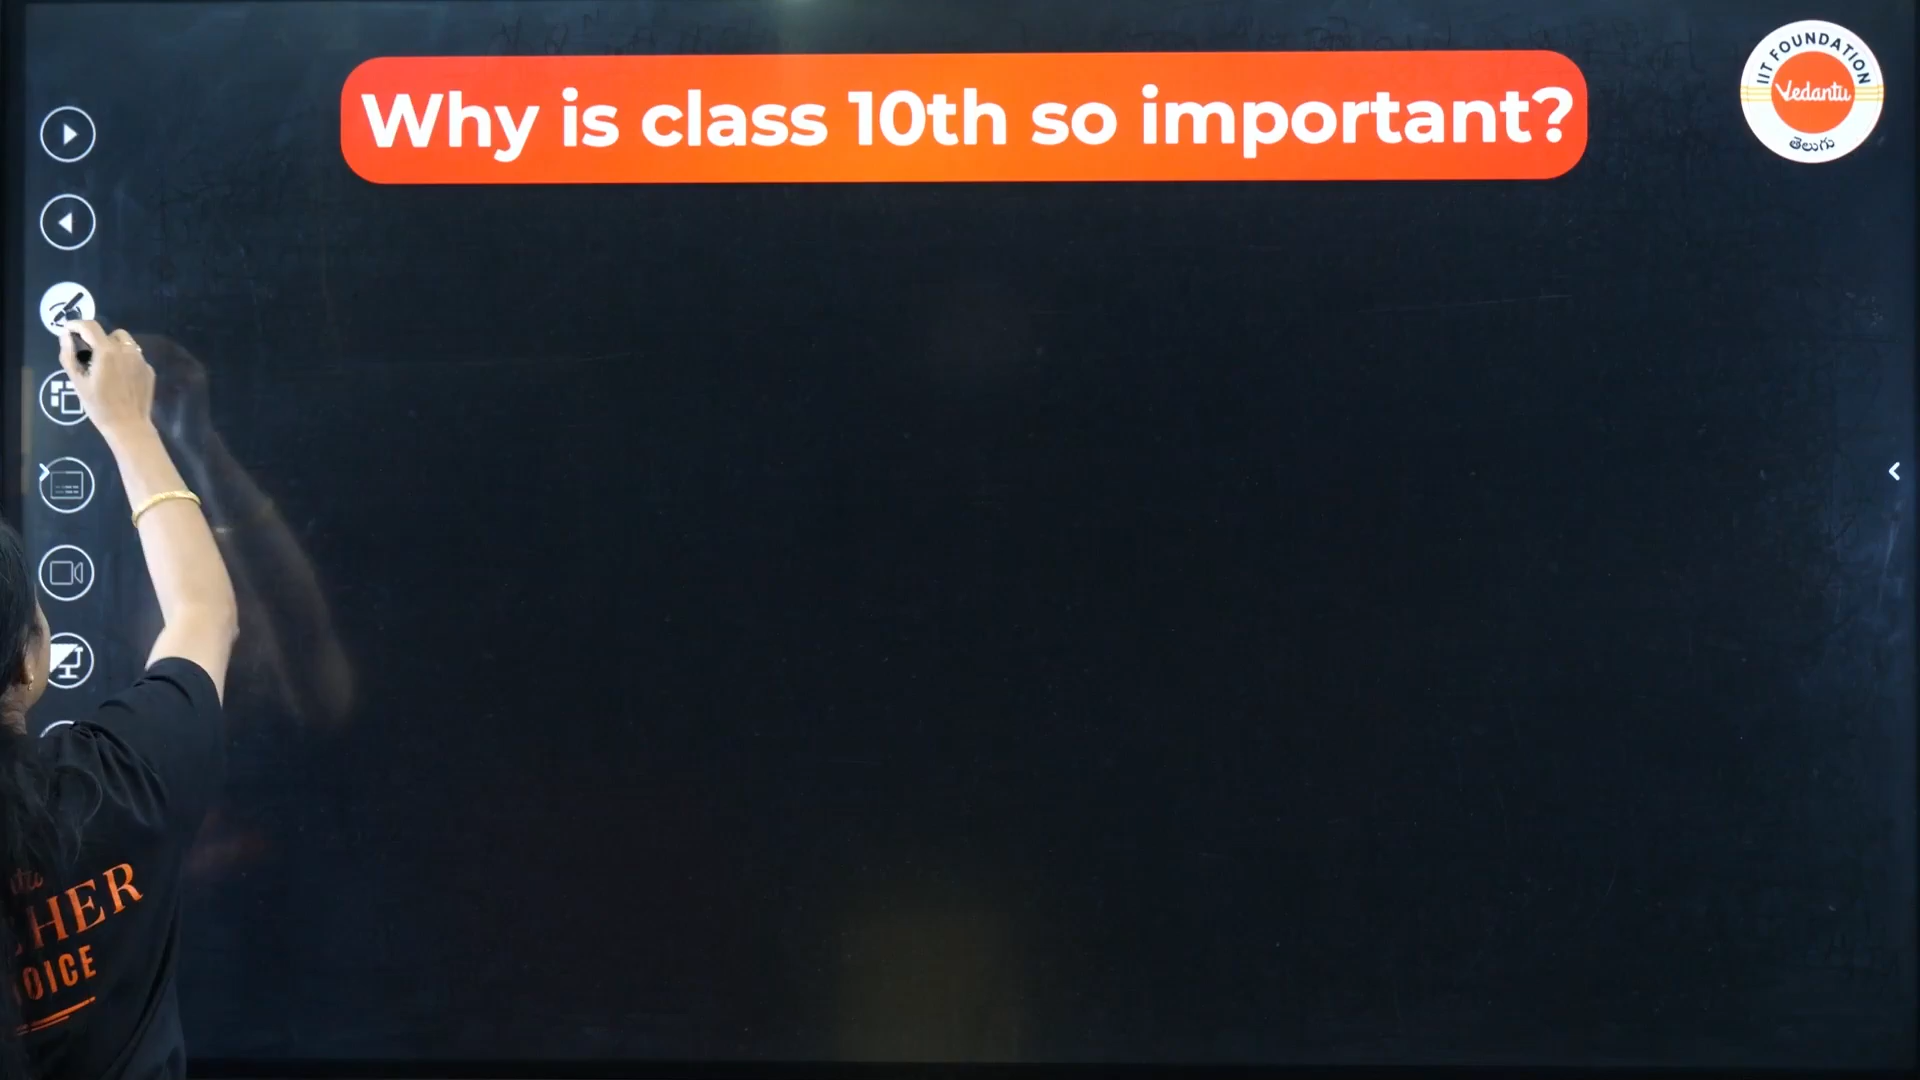 Why is class 10th so important?
IIT FOUNDATION
Vedantu
తెలుగు
HER
OICE